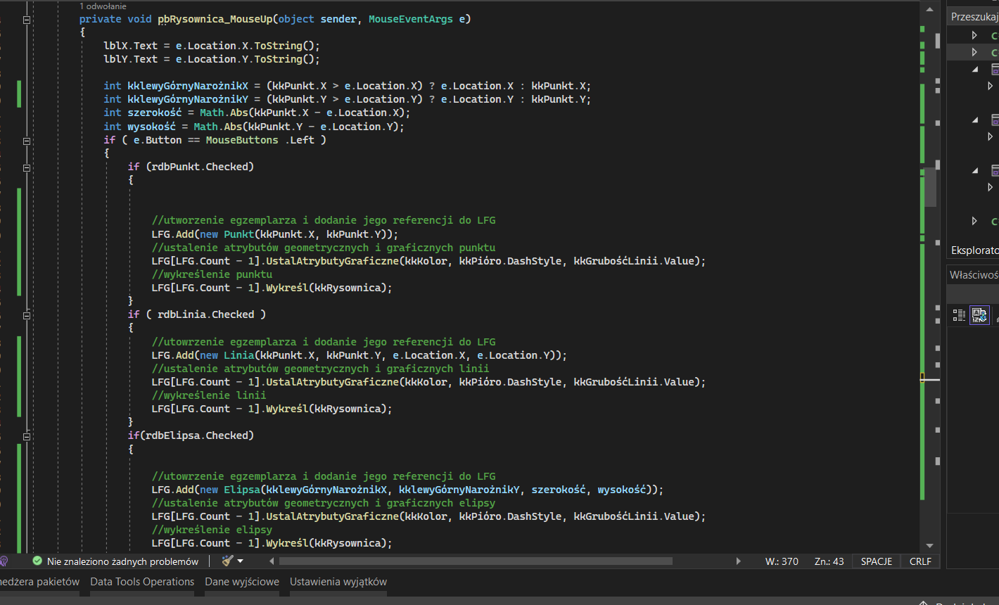 1 odwołanie
private void pbRysownica_MouseUp(object sender, MouseEventArgs e)
{
lblX.Text = e.Location.X.ToString();
lblY.Text = e.Location.Y.ToString();
int kklewyGórnyNarożnikX = (kkPunkt.X > e.Location.X) ? e.Location.X : kkPunkt.X;
int kklewyGórnyNarożnikY = (kkPunkt.Y > e.Location.Y) ? e.Location.Y : kkPunkt.Y;
int szerokość = Math.Abs(kkPunkt.X - e.Location.X);
int wysokość = Math.Abs(kkPunkt.Y - e.Location.Y);
if ( e.Button == MouseButtons .Left )
{
if (rdbPunkt.Checked)
{
//utworzenie egzemplarza i dodanie jego referencji do LFG
LFG.Add(new Punkt(kkPunkt.X, kkPunkt.Y));
//ustalenie atrybutów geometrycznych i graficznych punktu
LFG[LFG.Count - 1].UstalAtrybutyGraficzne(kkKolor, kkPióro.DashStyle, kkGrubośćLinii.Value);
//wykreślenie punktu
LFG[LFG.Count - 1].Wykreśl(kkRysownica);
}
if ( rdbLinia.Checked )
{
//utowrzenie egzemplarza i dodanie jego referencji do LFG
LFG.Add(new Linia(kkPunkt.X, kkPunkt.Y, e.Location.X, e.Location.Y));
//ustalenie atrybutów geometrycznych i graficznych linii
LFG[LFG.Count - 1].UstalAtrybutyGraficzne(kkKolor, kkPióro.DashStyle, kkGrubośćLinii.Value);
//wykreślenie linii
LFG[LFG.Count - 1].Wykreśl(kkRysownica);
}
if(rdbElipsa.Checked)
{
//utowrzenie egzemplarza i dodanie jego referencji do LFG
LFG.Add(new Elipsa(kklewyGórnyNarożnikX, kklewyGórnyNarożnikY, szerokość, wysokość));
//ustalenie atrybutów geometrycznych i graficznych elipsy
LFG[LFG.Count - 1].UstalAtrybutyGraficzne(kkKolor, kkPióro.DashStyle, kkGrubośćLinii.Value);
//wykreślenie elipsy
LFG[LFG.Count - 1].Wykreśl(kkRysownica);
Przeszukaj
Eksplorato
Właściwoś
Nie znaleziono żadnych problemów
W.: 370 Zn.: 43 SPACJE CRLF
nedżera pakietów Data Tools Operations Dane wyjściowe Ustawienia wyjątków